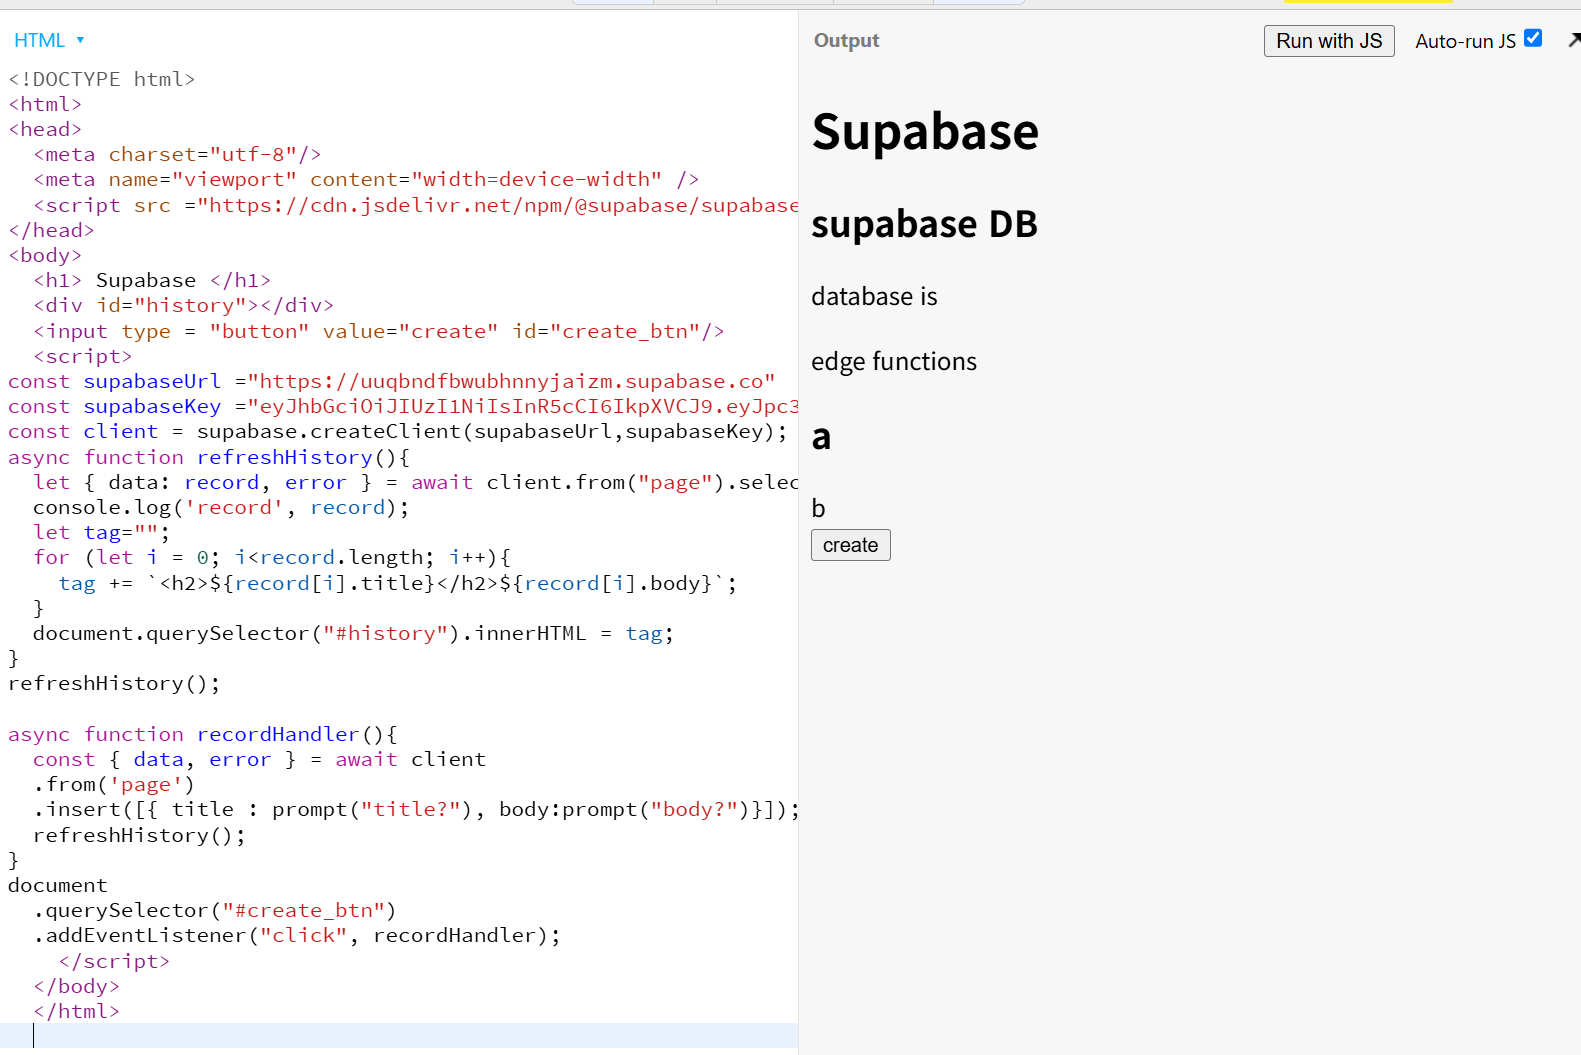 HTML
<!DOCTYPE html>
<html>
<head>
<meta charset="utf-8"/>
<meta name="viewport" content="width=device-width" />
<script src ="https://cdn.jsdelivr.net/npm/@supabase/supabase
</head>
<body>
<h1> Supabase </h1>
<div id="history"></div>
<input type = "button" value="create" id="create_btn"/>
<script>
const supabaseUrl ="https://uuqbndfbwubhnnyjaizm.supabase.co"
const supabaseKey ="eyJhbGciOiJIUzI1NiIsInR5cCI6IkpXVCJ9.eyJpc3
const client = supabase.createClient(supabaseUrl,supabaseKey);
async function refreshHistory(){
let { data: record, error } = await client.from("page").selec
console.log('record', record);
let tag="";
for (let i = 0; i<record.length; i++){
tag += `<h2>${record[i].title}</h2>${record[i].body}`;
}
document.querySelector("#history").innerHTML = tag;
}
refreshHistory();
async function recordHandler(){
const { data, error } = await client
.from('page')
.insert([{ title : prompt("title?"), body:prompt("body?")}]);
refreshHistory();
}
document
.querySelector("#create_btn")
.addEventListener("click", recordHandler);
</script>
</body>
</html>
Output
Run with JS
Auto-run JS
Supabase
supabase DB
database is
edge functions
a
b
create